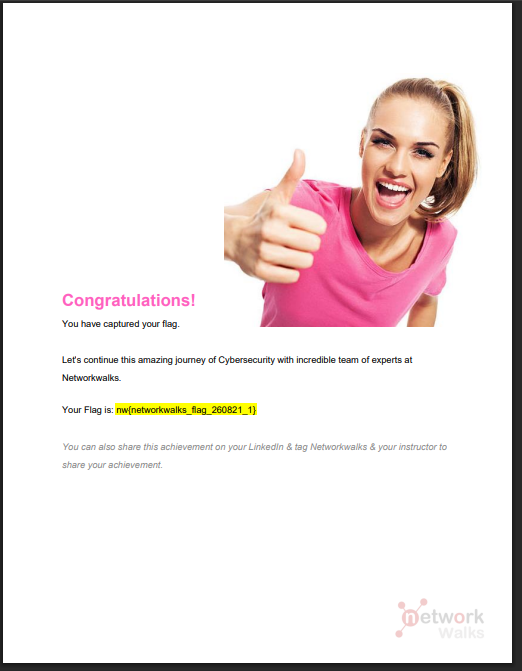 Congratulations!
You have captured your flag.
Let's continue this amazing journey of Cybersecurity with incredible team of experts at
Networkwalks.
Your Flag is: nw{networkwalks_flag_260821_1}
You can also share this achievement on your LinkedIn & tag Networkwalks & your instructor to
share your achievement.
network
Walks